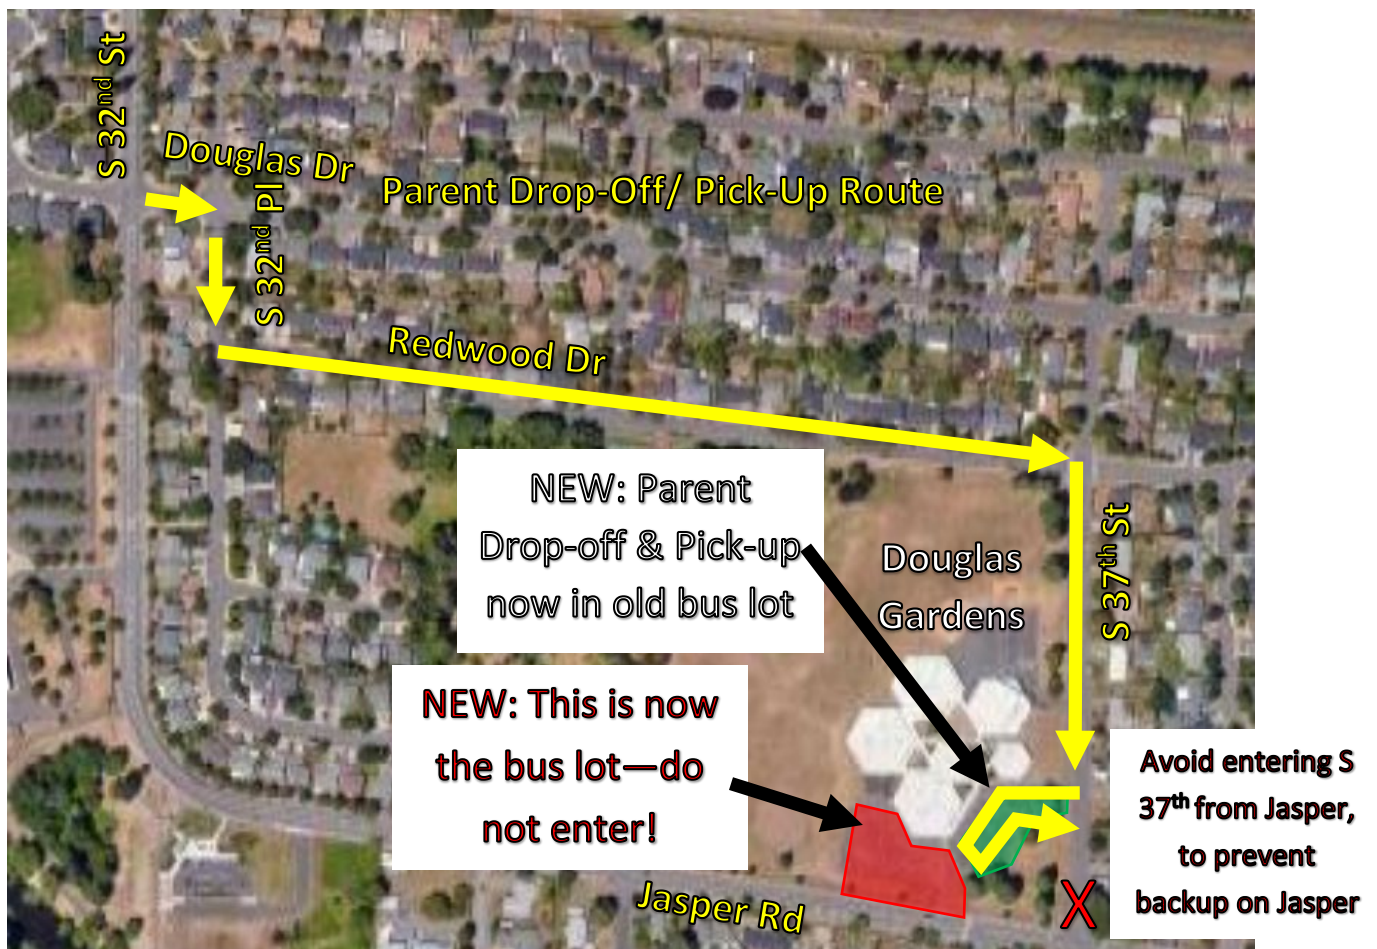 S 32nd St
Douglas Dr
S 32nd Pl
Parent Drop-Off/ Pick-Up Route
Redwood Dr
NEW: Parent
Drop-off & Pick-up
now in old bus lot
Douglas
Gardens
S 37th St
NEW: This is now
the bus lot—do
not enter!
Avoid entering S
37th from Jasper,
to prevent
backup on Jasper
X
Jasper Rd